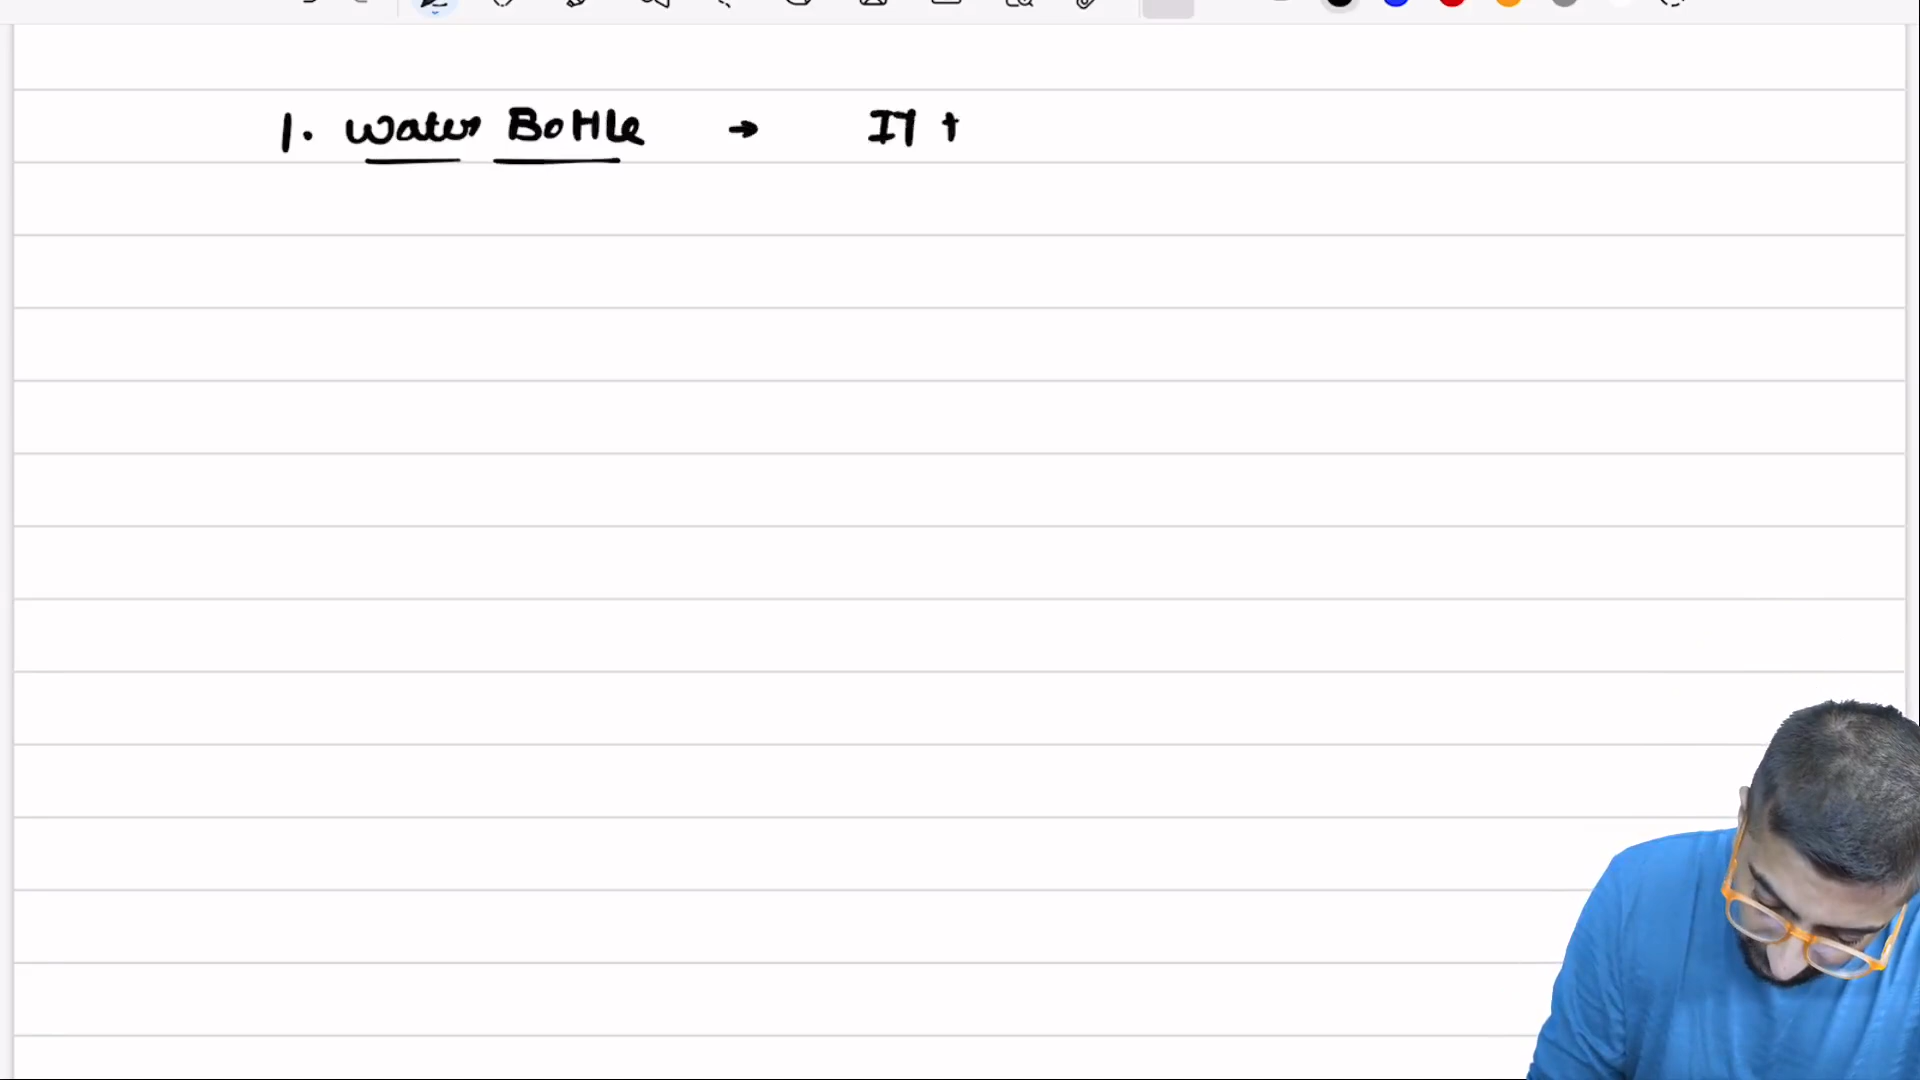 1. Water Bottle → It t